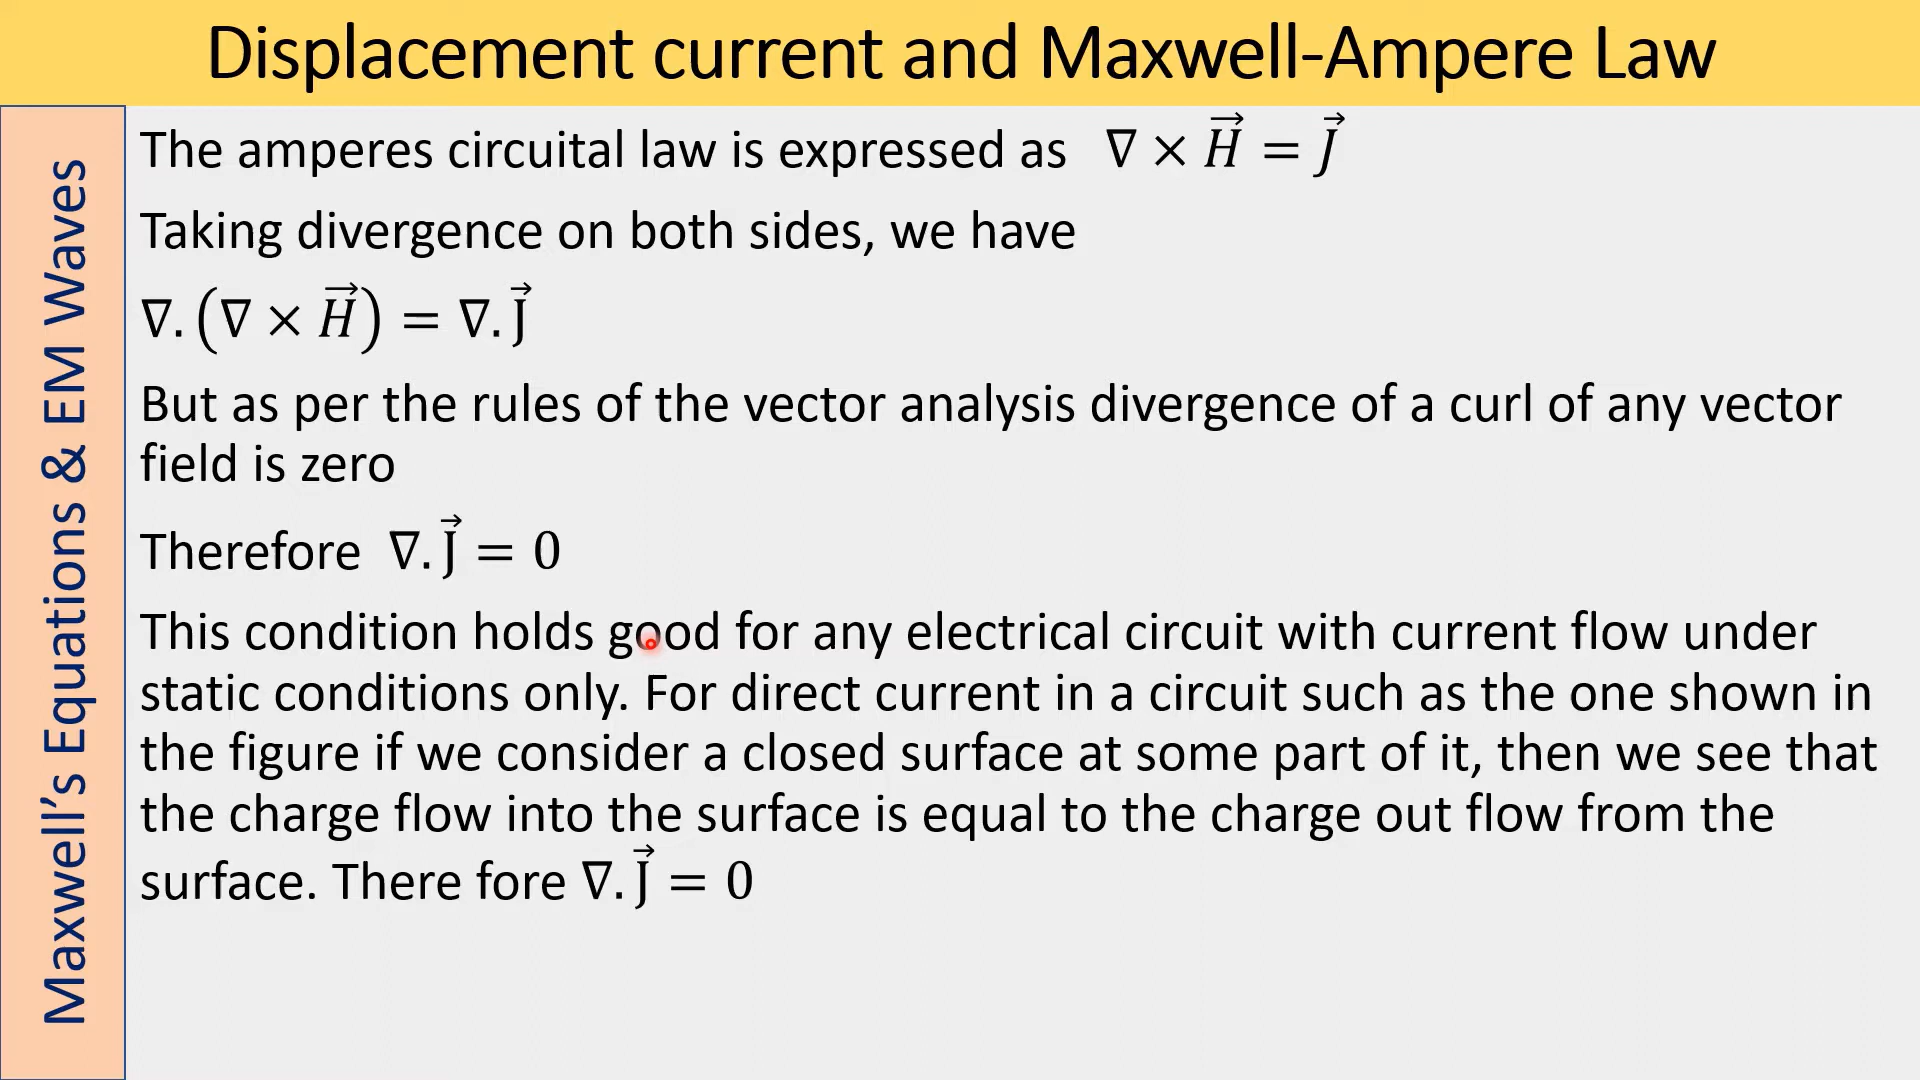 Displacement current and Maxwell-Ampere Law
Maxwell's Equations & EM Waves
The amperes circuital law is expressed as ∇ × H⃗ = J⃗
Taking divergence on both sides, we have
∇.(∇ × H⃗) = ∇.J⃗
But as per the rules of the vector analysis divergence of a curl of any vector
field is zero
Therefore ∇.J⃗ = 0
This condition holds good for any electrical circuit with current flow under
static conditions only. For direct current in a circuit such as the one shown in
the figure if we consider a closed surface at some part of it, then we see that
the charge flow into the surface is equal to the charge out flow from the
surface. There fore ∇.J⃗ = 0